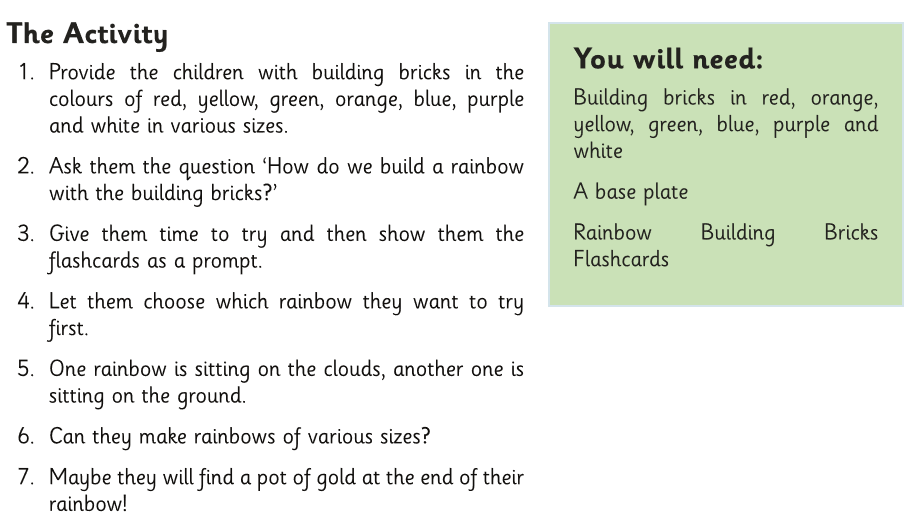 The Activity
1. Provide the children with building bricks in the
colours of red, yellow, green, orange, blue, purple
and white in various sizes.
2. Ask them the question ‘How do we build a rainbow
with the building bricks?’
3. Give them time to try and then show them the
flashcards as a prompt.
4. Let them choose which rainbow they want to try
first.
5. One rainbow is sitting on the clouds, another one is
sitting on the ground.
6. Can they make rainbows of various sizes?
7. Maybe they will find a pot of gold at the end of their
rainbow!
You will need:
Building bricks in red, orange,
yellow, green, blue, purple and
white
A base plate
Rainbow Building Bricks
Flashcards